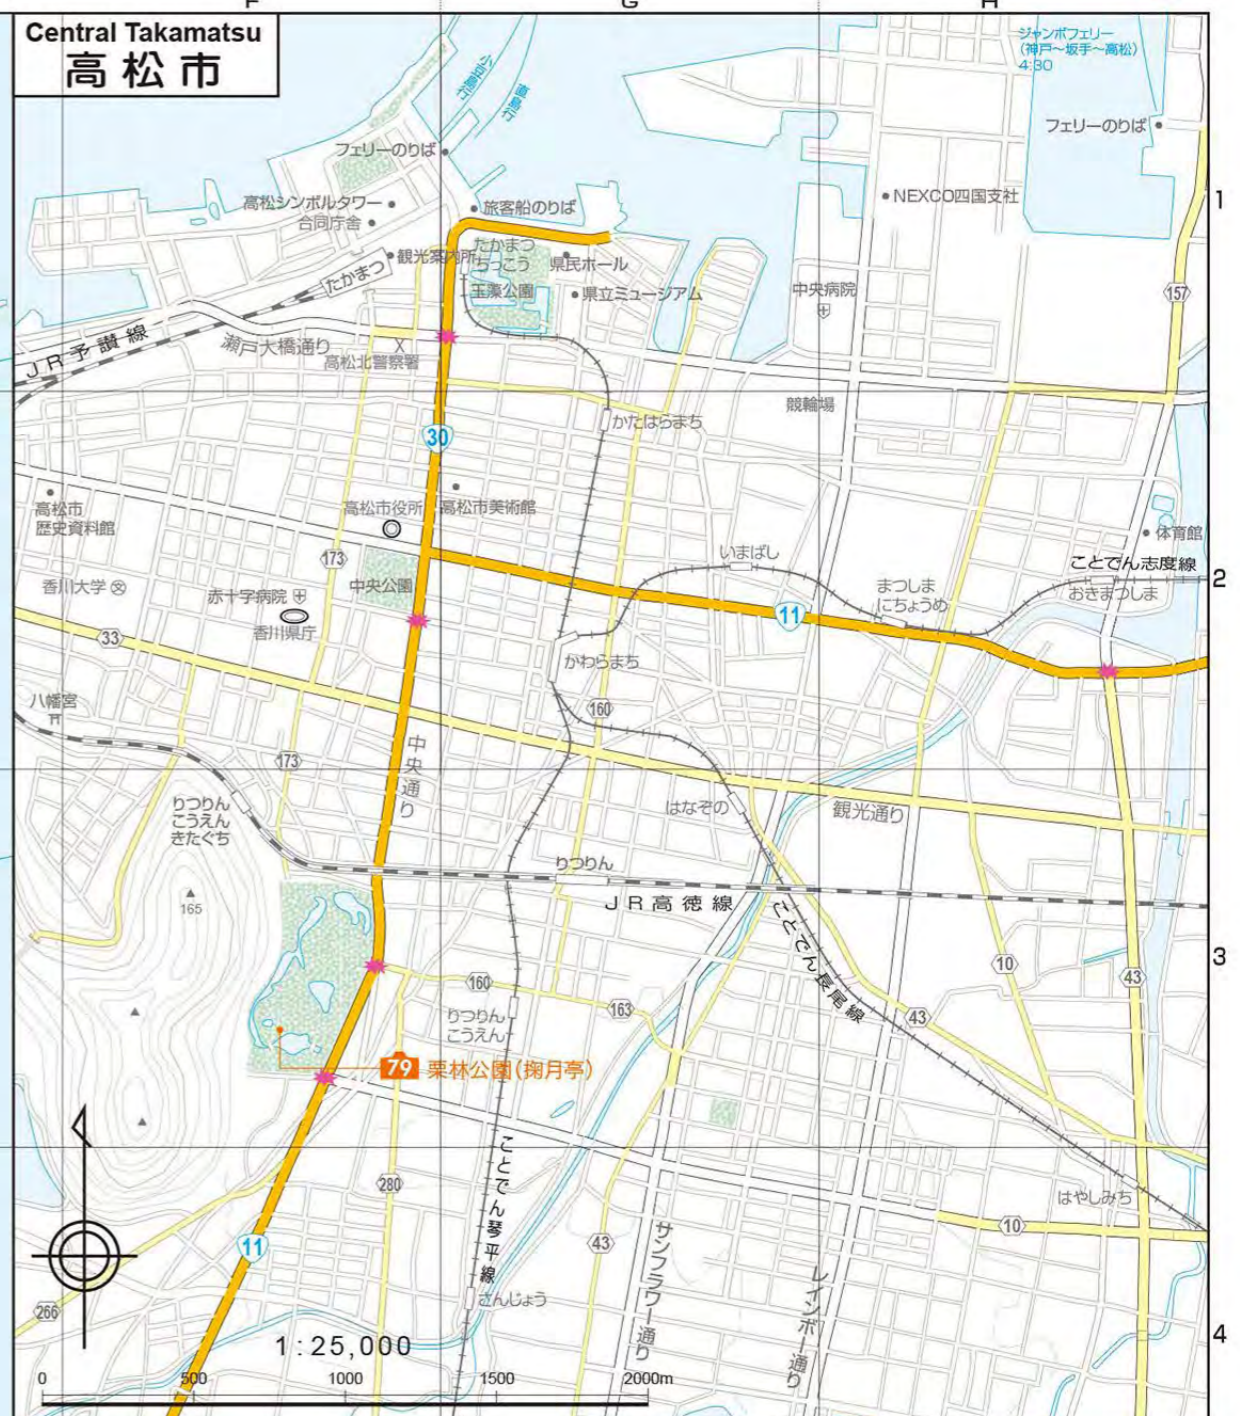 F
G
H
Central Takamatsu
高松市
小豆島行
直島行
ジャンボフェリー
(神戸～坂手～高松)
4:30
フェリーのりば
フェリーのりば
1
高松シンボルタワー
合同庁舎
旅客船のりば
NEXCO四国支社
観光案内所
たかまつ
たかまつ
ちっこう
県民ホール
玉藻公園
県立ミュージアム
中央病院
157
JR予讃線
瀬戸大橋通り
高松北警察署
競輪場
かたはらまち
30
高松市
歴史資料館
高松市役所
高松市美術館
体育館
173
中央公園
いまばし
ことでん志度線
2
香川大学
赤十字病院
香川県庁
まつしま
にちょうめ
おきまつしま
11
33
かわらまち
八幡宮
160
173
中央通り
りつりん
こうえん
きたぐち
はなぞの
観光通り
りつりん
JR高徳線
165
ことでん長尾線
3
160
163
10
43
43
りつりん
こうえん
79 栗林公園(掬月亭)
ことでん琴平線
280
はやしみち
10
11
43
サンフラワー通り
レインボー通り
266
さんじょう
4
1:25,000
0 500 1000 1500 2000m